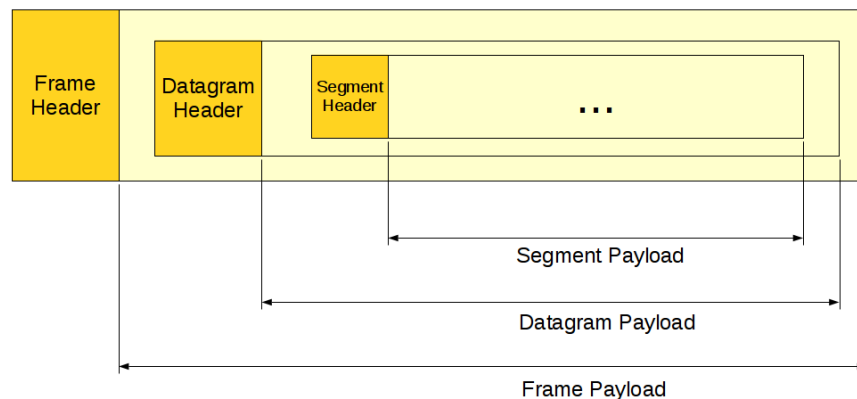 Frame
Header
Datagram
Header
Segment
Header
...
Segment Payload
Datagram Payload
Frame Payload